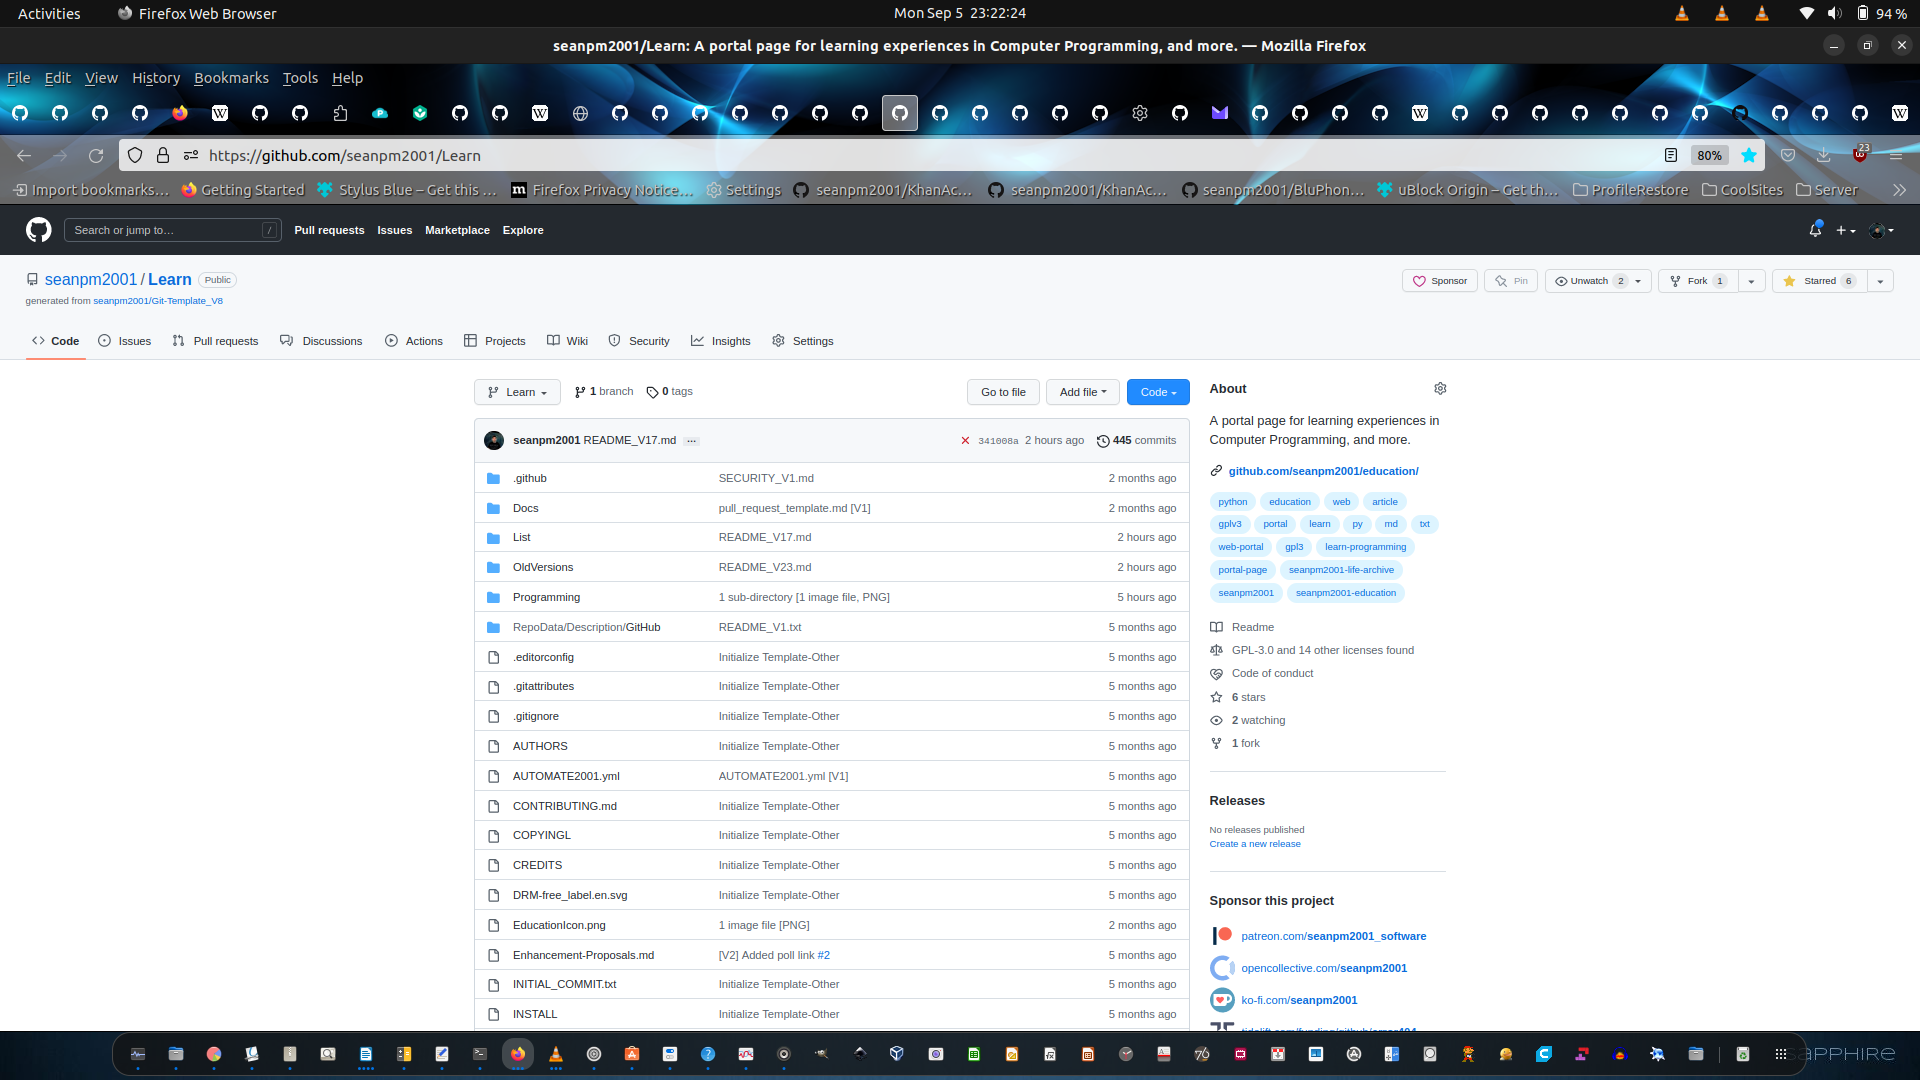 Activities Firefox Web Browser Mon Sep 5 23:22:24 94 %
seanpm2001/Learn: A portal page for learning experiences in Computer Programming, and more. — Mozilla Firefox
File Edit View History Bookmarks Tools Help
https://github.com/seanpm2001/Learn 80% 23
Import bookmarks... Getting Started Stylus Blue – Get this ... Firefox Privacy Notice... Settings seanpm2001/KhanAc... seanpm2001/KhanAc... seanpm2001/BluPhon... uBlock Origin – Get th... ProfileRestore CoolSites Server
Search or jump to... / Pull requests Issues Marketplace Explore
seanpm2001 / Learn Public Sponsor Pin Unwatch 2 Fork 1 Starred 6
generated from seanpm2001/Git-Template_V8
Code Issues Pull requests Discussions Actions Projects Wiki Security Insights Settings
Learn 1 branch 0 tags Go to file Add file Code
seanpm2001 README_V17.md ... 341008a 2 hours ago 445 commits
.github SECURITY_V1.md 2 months ago
Docs pull_request_template.md [V1] 2 months ago
List README_V17.md 2 hours ago
OldVersions README_V23.md 2 hours ago
Programming 1 sub-directory [1 image file, PNG] 5 hours ago
RepoData/Description/GitHub README_V1.txt 5 months ago
.editorconfig Initialize Template-Other 5 months ago
.gitattributes Initialize Template-Other 5 months ago
.gitignore Initialize Template-Other 5 months ago
AUTHORS Initialize Template-Other 5 months ago
AUTOMATE2001.yml AUTOMATE2001.yml [V1] 5 months ago
CONTRIBUTING.md Initialize Template-Other 5 months ago
COPYINGL Initialize Template-Other 5 months ago
CREDITS Initialize Template-Other 5 months ago
DRM-free_label.en.svg Initialize Template-Other 5 months ago
EducationIcon.png 1 image file [PNG] 2 months ago
Enhancement-Proposals.md [V2] Added poll link #2 5 months ago
INITIAL_COMMIT.txt Initialize Template-Other 5 months ago
INSTALL Initialize Template-Other 5 months ago
About
A portal page for learning experiences in
Computer Programming, and more.
github.com/seanpm2001/education/
python education web article
gplv3 portal learn py md txt
web-portal gpl3 learn-programming
portal-page seanpm2001-life-archive
seanpm2001 seanpm2001-education
Readme
GPL-3.0 and 14 other licenses found
Code of conduct
6 stars
2 watching
1 fork
Releases
No releases published
Create a new release
Sponsor this project
patreon.com/seanpm2001_software
opencollective.com/seanpm2001
ko-fi.com/seanpm2001